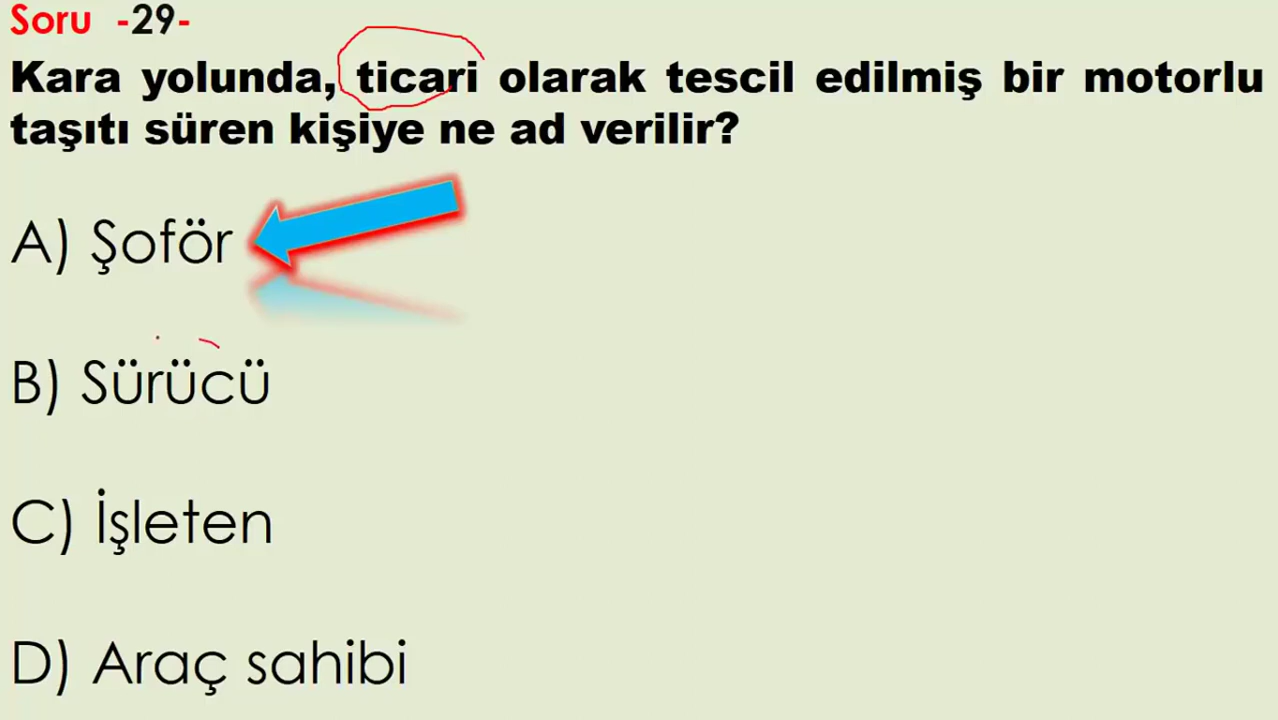 Soru -29-
Kara yolunda, ticari olarak tescil edilmiş bir motorlu
taşıtı süren kişiye ne ad verilir?
A) Şoför
B) Sürücü
C) İşleten
D) Araç sahibi